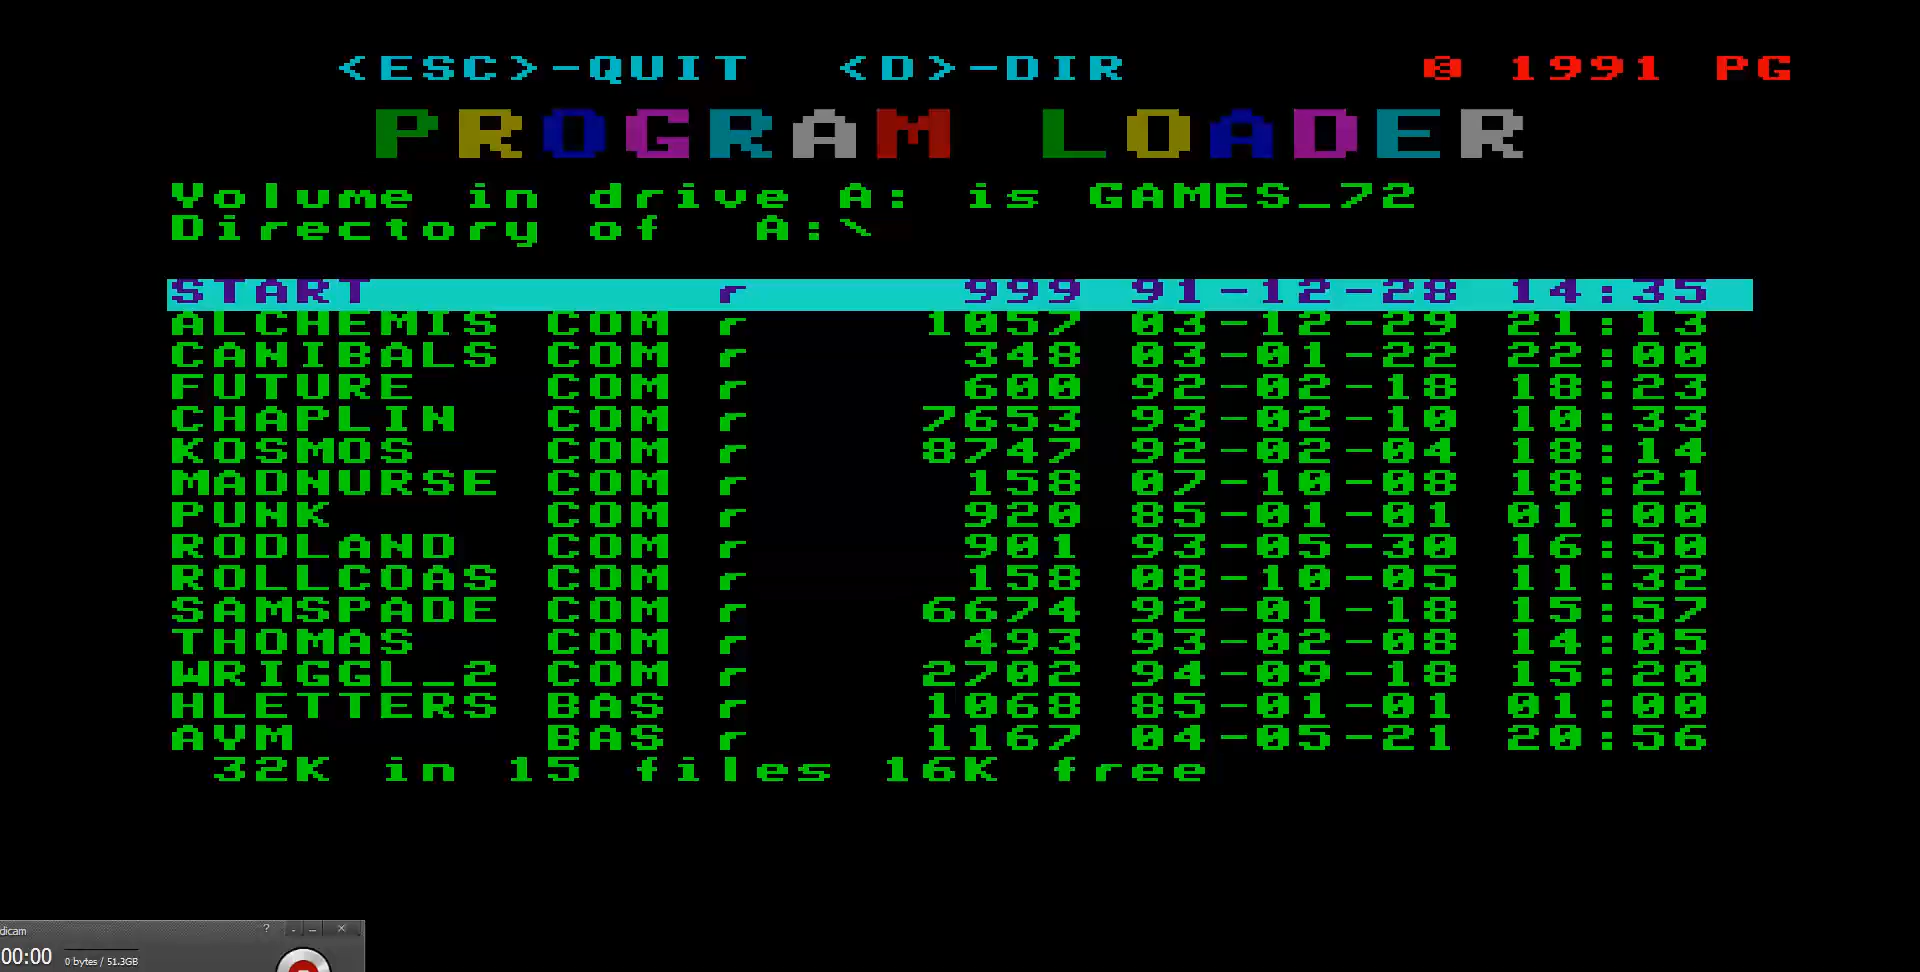 <ESC>-QUIT <D>-DIR © 1991 PG
PROGRAM LOADER
Volume in drive A: is GAMES_72
Directory of A:\
START r 999 91-12-28 14:35
ALCHEMIS COM r 1057 03-12-29 21:13
CANIBALS COM r 348 03-01-22 22:00
FUTURE COM r 600 92-02-18 18:23
CHAPLIN COM r 7653 93-02-10 10:33
KOSMOS COM r 8747 92-02-04 18:14
MADNURSE COM r 158 07-10-08 18:21
PUNK COM r 920 85-01-01 01:00
RODLAND COM r 901 93-05-30 16:50
ROLLCOAS COM r 158 08-10-05 11:32
SAMSPADE COM r 6674 92-01-18 15:57
THOMAS COM r 493 93-02-08 14:05
WRIGGL_2 COM r 2702 94-09-18 15:20
HLETTERS BAS r 1068 85-01-01 01:00
AYM BAS r 1167 04-05-21 20:56
32K in 15 files 16K free
dicam ? . _ ×
00:00 0 bytes / 51.3GB